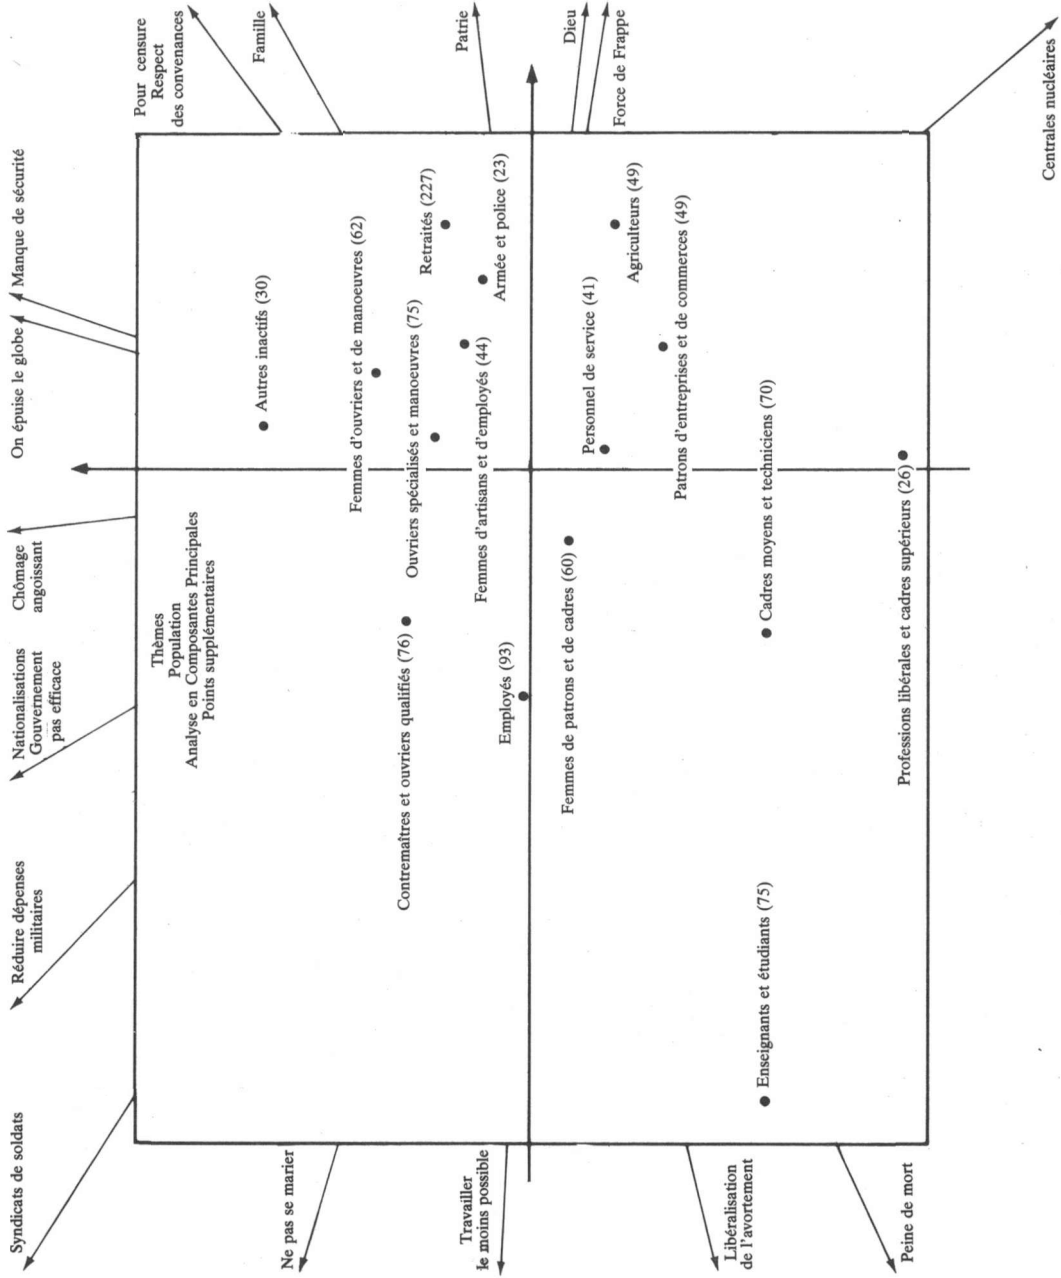 Syndicats de soldats
Réduire dépenses
militaires
Nationalisations
Gouvernement
pas efficace
Chômage
angoissant
On épuise le globe
Manque de sécurité
Pour censure
Respect
des convenances
Thèmes
Population
Analyse en Composantes Principales
Points supplémentaires
Autres inactifs (30)
Famille
Ne pas se marier
Femmes d'ouvriers et de manoeuvres (62)
Contremaîtres et ouvriers qualifiés (76)
Ouvriers spécialisés et manoeuvres (75)
Retraités (227)
Patrie
Travailler
le moins possible
Femmes d'artisans et d'employés (44)
Armée et police (23)
Employés (93)
Dieu
Femmes de patrons et de cadres (60)
Personnel de service (41)
Force de Frappe
Agriculteurs (49)
Patrons d'entreprises et de commerces (49)
Libéralisation
de l'avortement
Enseignants et étudiants (75)
Cadres moyens et techniciens (70)
Peine de mort
Professions libérales et cadres supérieurs (26)
Centrales nucléaires